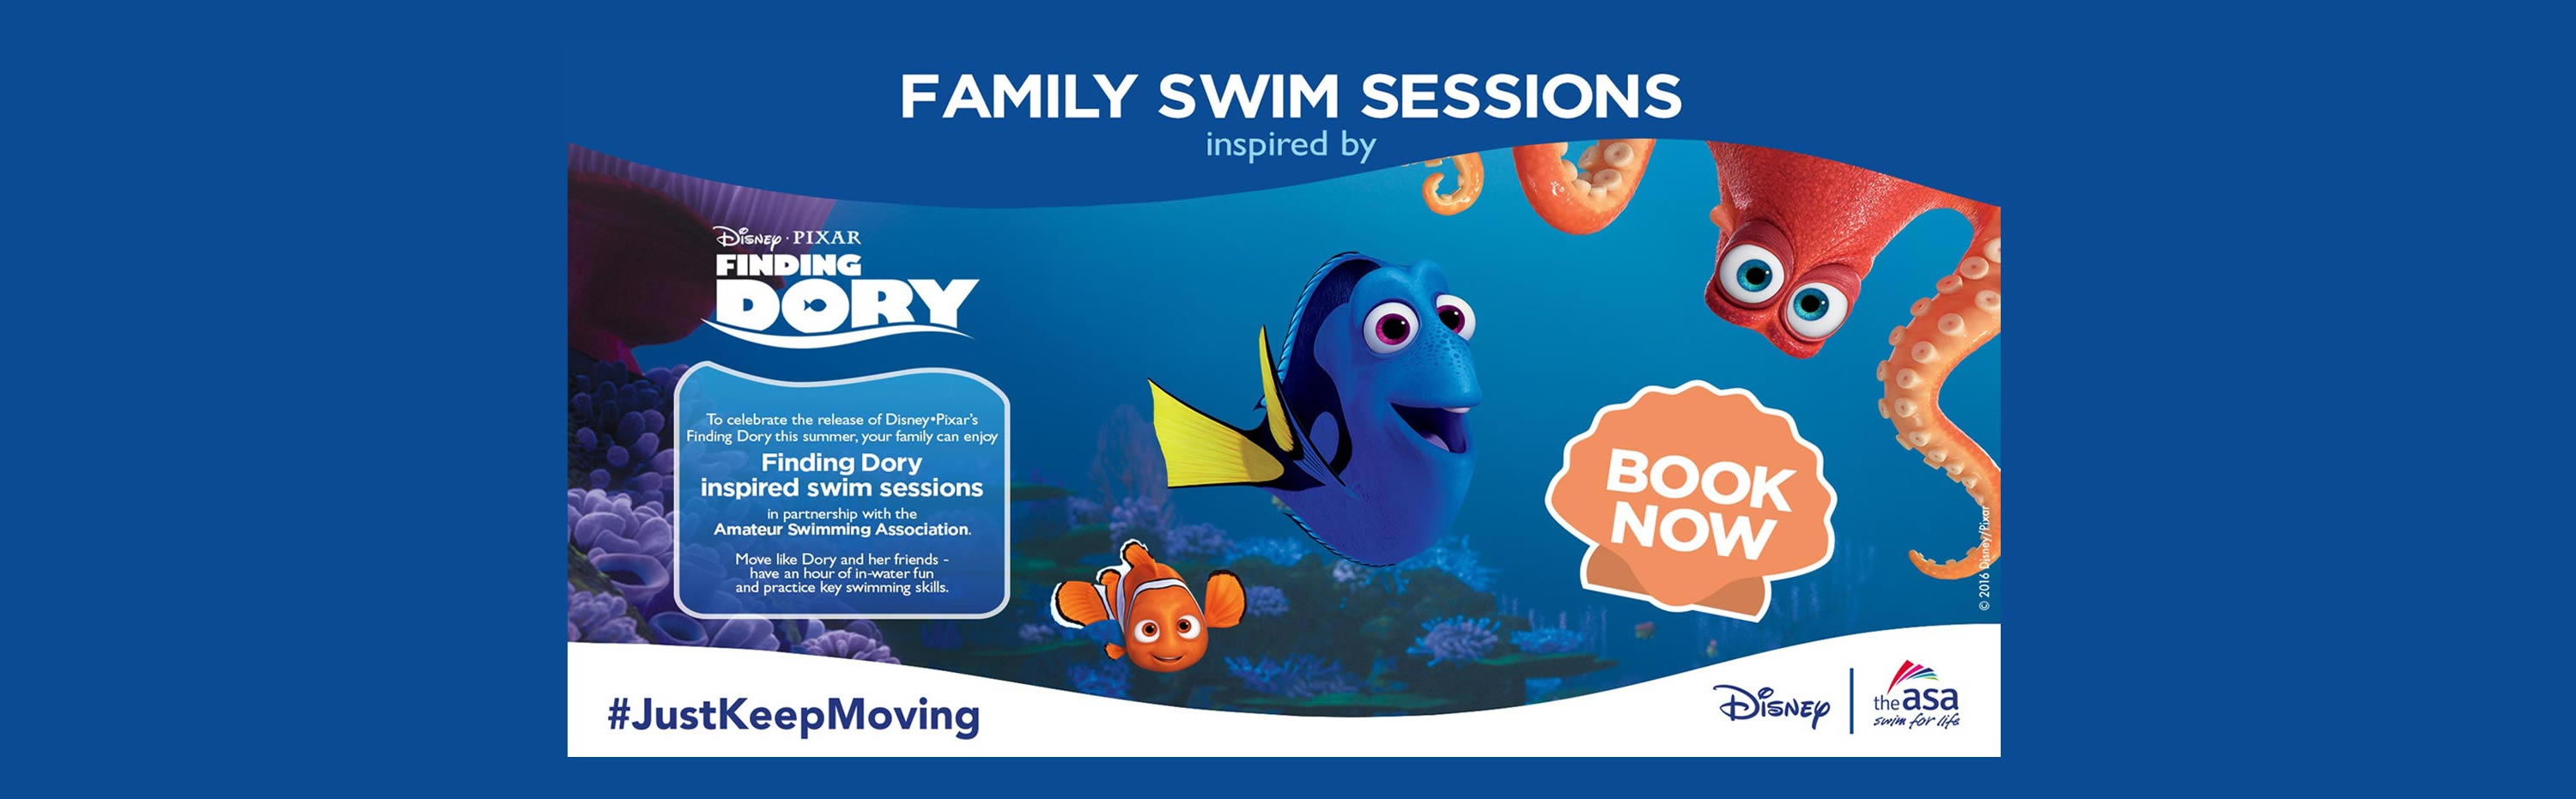 FAMILY SWIM SESSIONS
inspired by
Disney · PIXAR
FINDING
DORY
To celebrate the release of Disney•Pixar's
Finding Dory this summer, your family can enjoy
Finding Dory
inspired swim sessions
in partnership with the
Amateur Swimming Association.
Move like Dory and her friends -
have an hour of in-water fun
and practice key swimming skills.
BOOK
NOW
© 2016 Disney/Pixar
#JustKeepMoving
Disney
the asa
swim for life